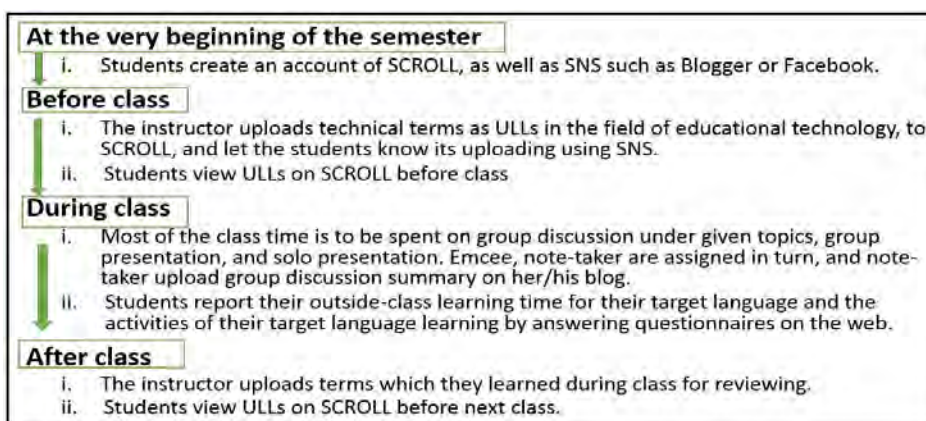 At the very beginning of the semester
i. Students create an account of SCROLL, as well as SNS such as Blogger or Facebook.
Before class
i. The instructor uploads technical terms as ULLs in the field of educational technology, to
SCROLL, and let the students know its uploading using SNS.
ii. Students view ULLs on SCROLL before class
During class
i. Most of the class time is to be spent on group discussion under given topics, group
presentation, and solo presentation. Emcee, note-taker are assigned in turn, and note-
taker upload group discussion summary on her/his blog.
ii. Students report their outside-class learning time for their target language and the
activities of their target language learning by answering questionnaires on the web.
After class
i. The instructor uploads terms which they learned during class for reviewing.
ii. Students view ULLs on SCROLL before next class.